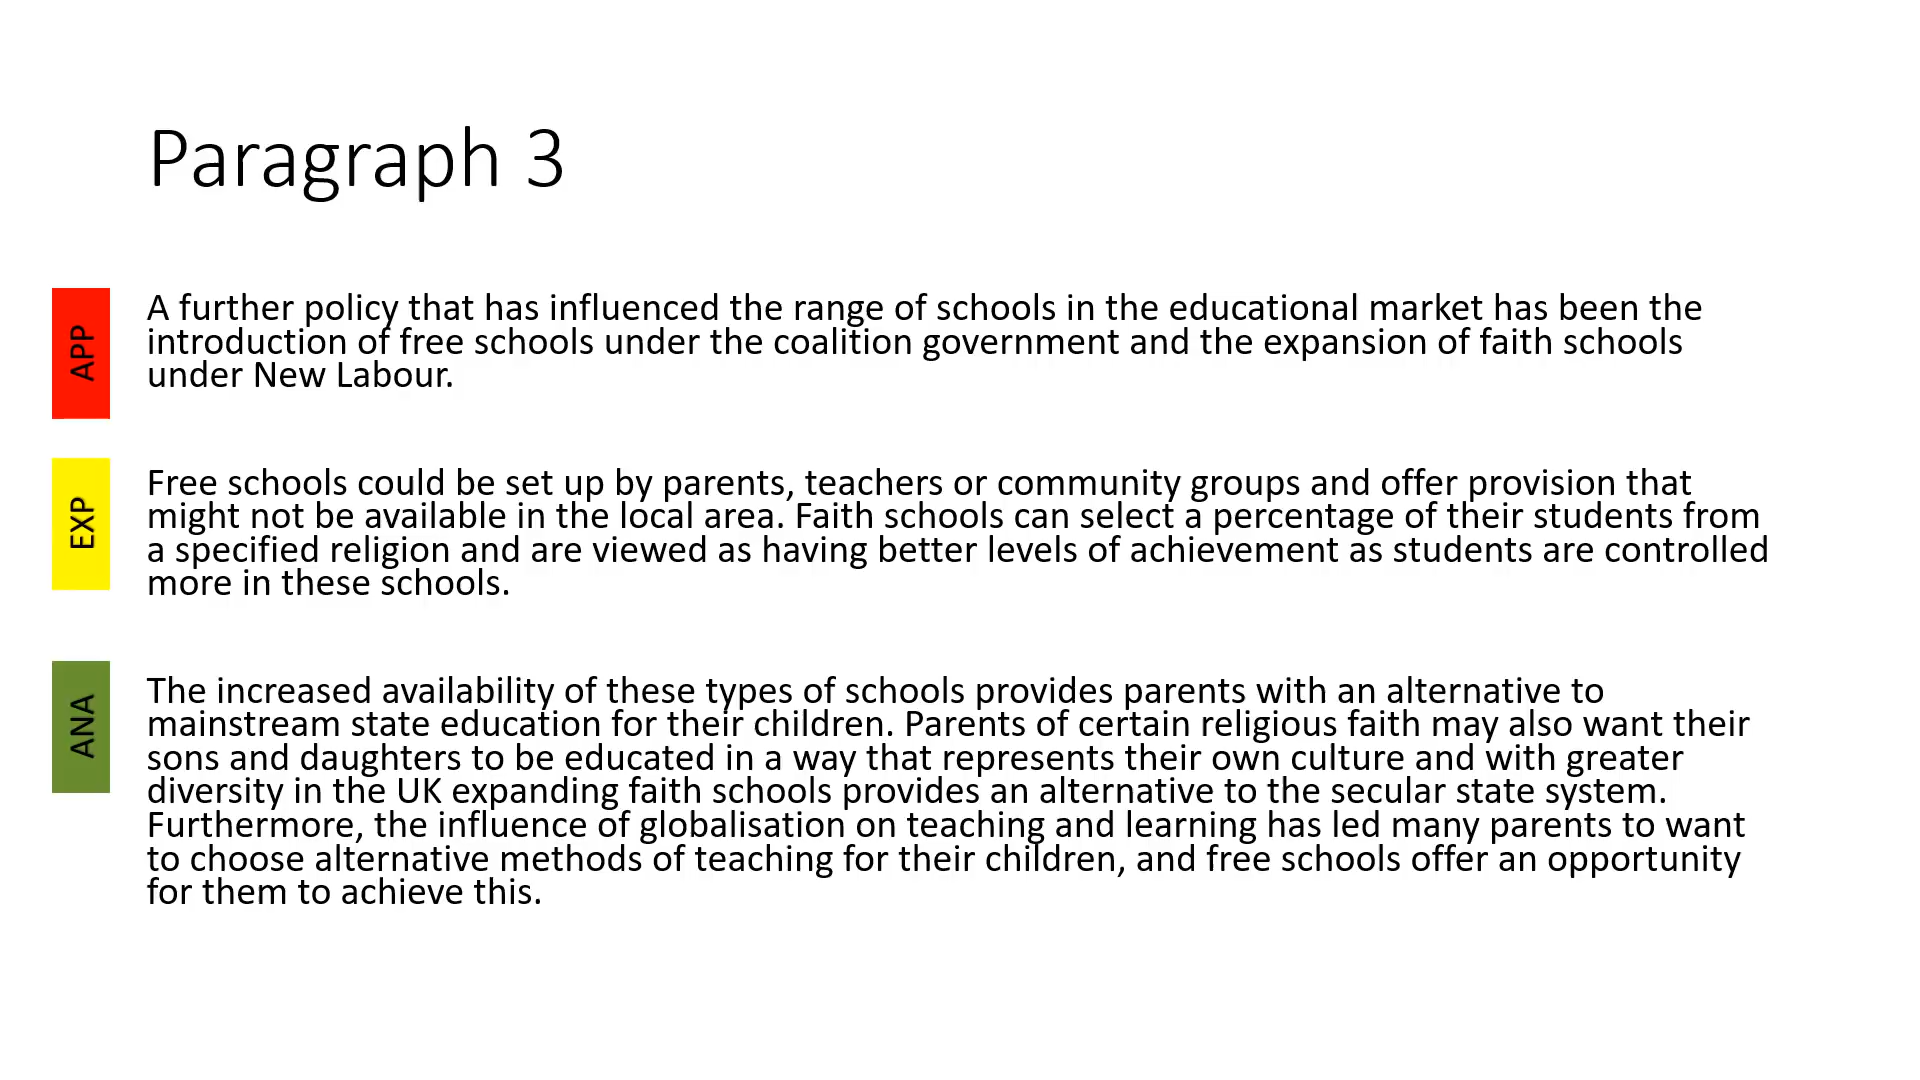 Paragraph 3
APP
A further policy that has influenced the range of schools in the educational market has been the
introduction of free schools under the coalition government and the expansion of faith schools
under New Labour.
EXP
Free schools could be set up by parents, teachers or community groups and offer provision that
might not be available in the local area. Faith schools can select a percentage of their students from
a specified religion and are viewed as having better levels of achievement as students are controlled
more in these schools.
ANA
The increased availability of these types of schools provides parents with an alternative to
mainstream state education for their children. Parents of certain religious faith may also want their
sons and daughters to be educated in a way that represents their own culture and with greater
diversity in the UK expanding faith schools provides an alternative to the secular state system.
Furthermore, the influence of globalisation on teaching and learning has led many parents to want
to choose alternative methods of teaching for their children, and free schools offer an opportunity
for them to achieve this.